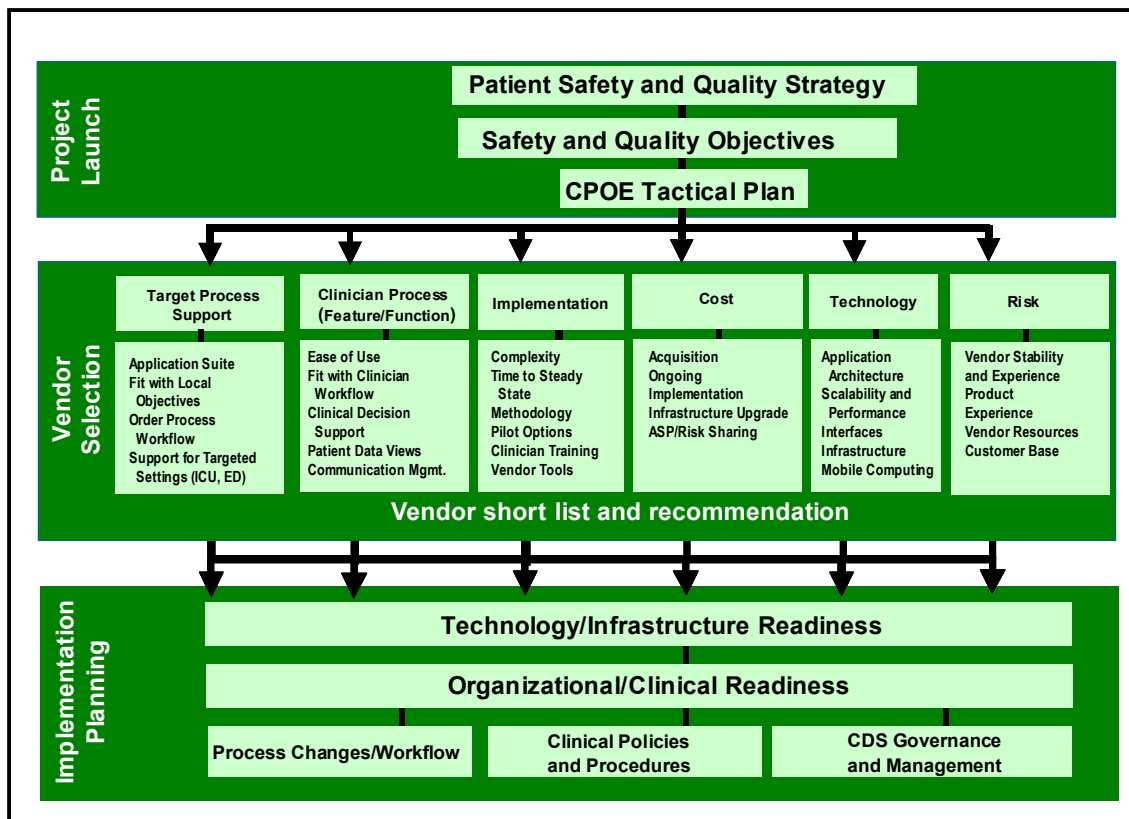 Project
Launch
Patient Safety and Quality Strategy
Safety and Quality Objectives
CPOE Tactical Plan
Vendor
Selection
Target Process
Support
Application Suite
Fit with Local
Objectives
Order Process
Workflow
Support for Targeted
Settings (ICU, ED)
Clinician Process
(Feature/Function)
Ease of Use
Fit with Clinician
Workflow
Clinical Decision
Support
Patient Data Views
Communication Mgmt.
Implementation
Complexity
Time to Steady
State
Methodology
Pilot Options
Clinician Training
Vendor Tools
Cost
Acquisition
Ongoing
Implementation
Infrastructure Upgrade
ASP/Risk Sharing
Technology
Application
Architecture
Scalability and
Performance
Interfaces
Infrastructure
Mobile Computing
Risk
Vendor Stability
and Experience
Product
Experience
Vendor Resources
Customer Base
Vendor short list and recommendation
Implementation
Planning
Technology/Infrastructure Readiness
Organizational/Clinical Readiness
Process Changes/Workflow
Clinical Policies
and Procedures
CDS Governance
and Management